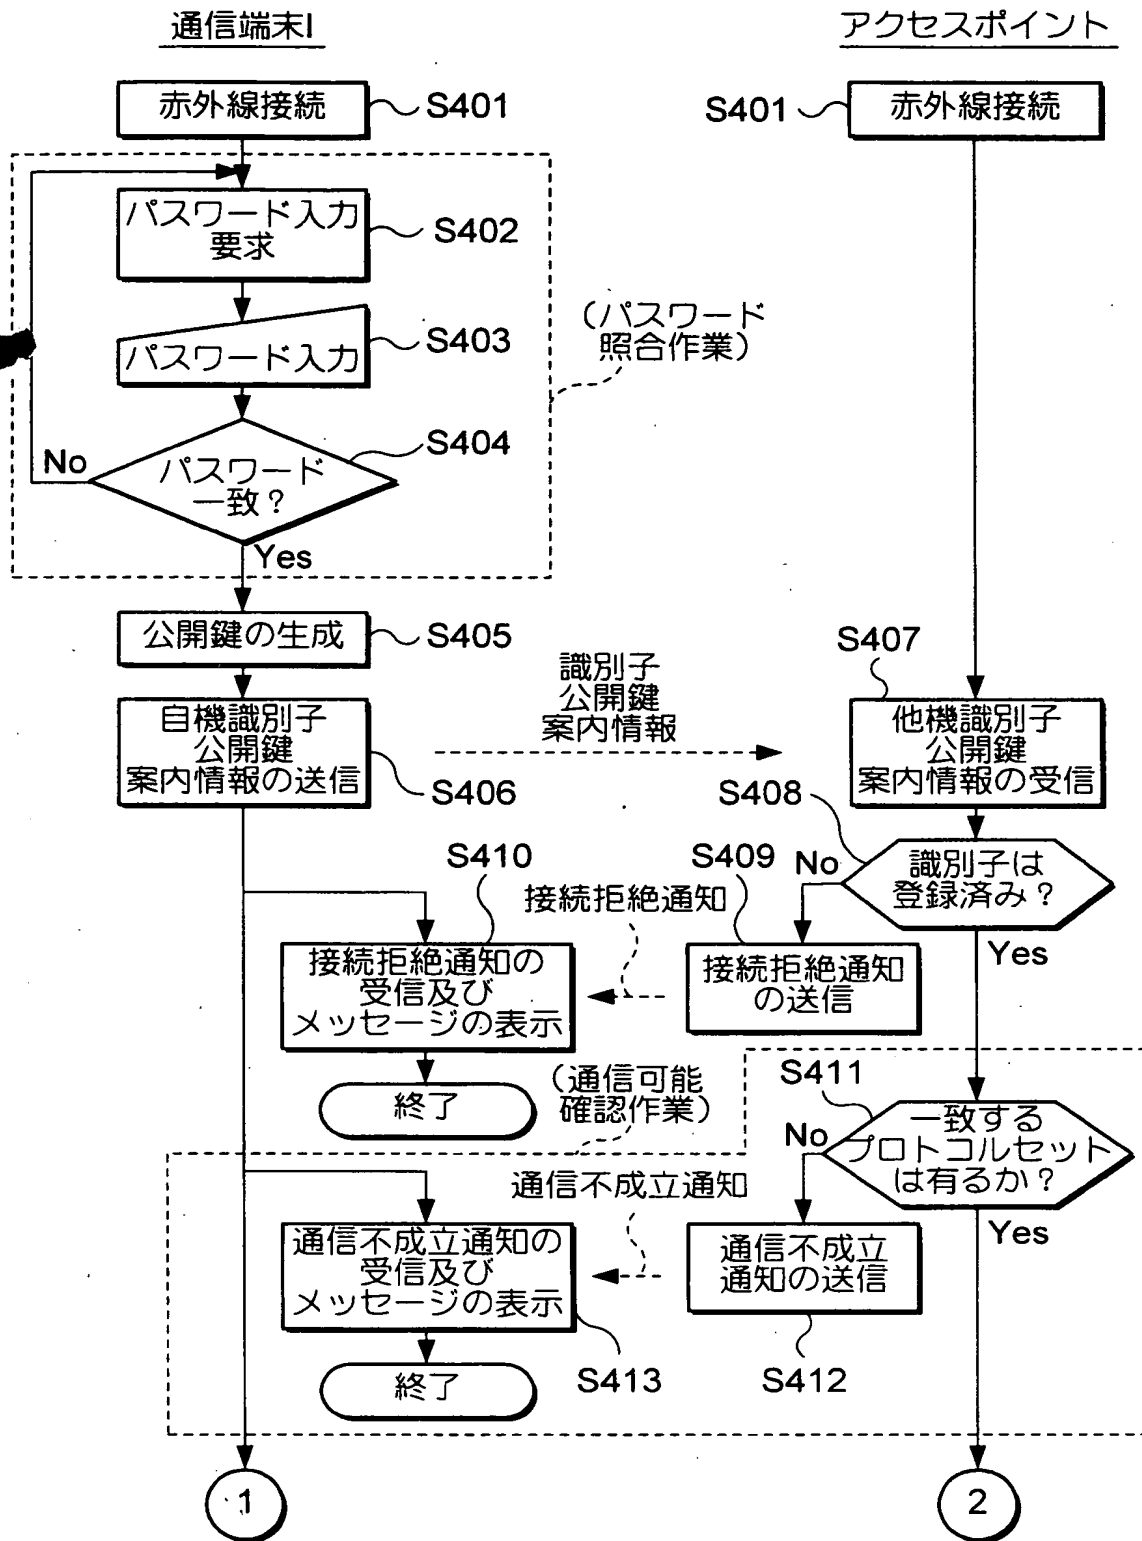 通信端末I
アクセスポイント
赤外線接続
S401
S401
赤外線接続
パスワード入力
要求
S402
パスワード入力
S403
(パスワード
照合作業)
パスワード
一致?
S404
No
Yes
公開鍵の生成
S405
自機識別子
公開鍵
案内情報の送信
S406
識別子
公開鍵
案内情報
S407
他機識別子
公開鍵
案内情報の受信
S408
識別子は
登録済み?
No
Yes
S409
接続拒絶通知
の送信
接続拒絶通知
S410
接続拒絶通知の
受信及び
メッセージの表示
終了
(通信可能
確認作業)
S411
一致する
プロトコルセット
は有るか?
No
Yes
通信不成立通知
通信不成立
通知の送信
S412
通信不成立通知の
受信及び
メッセージの表示
S413
終了
1
2